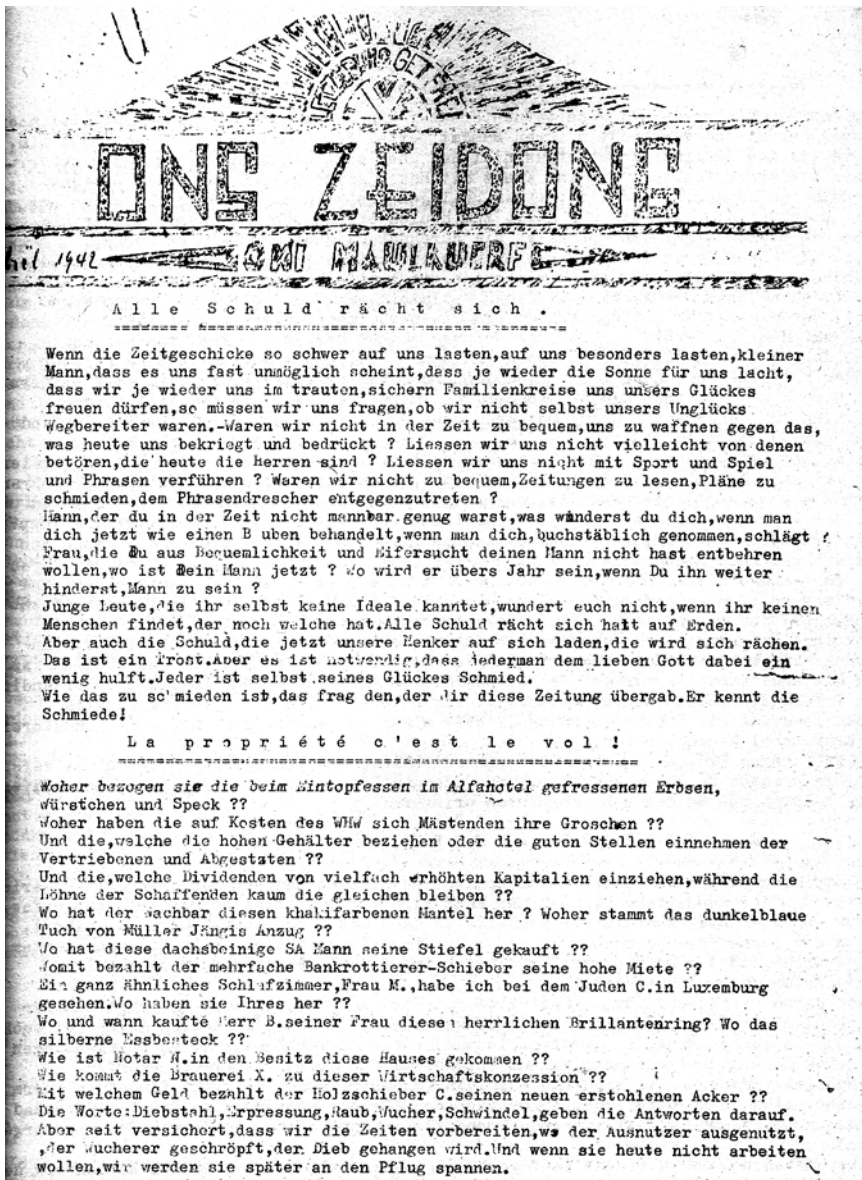 LETZEBURG GET FREI
ONS ZEIDONG
1942
A l l e   S c h u l d   r ä c h t   s i c h .
Wenn die Zeitgeschicke so schwer auf uns lasten,auf uns besonders lasten,kleiner
Mann,dass es uns fast unmöglich scheint,dass je wieder die Sonne für uns lacht,
dass wir je wieder uns im trauten,sichern Familienkreise uns unsers Glückes
freuen dürfen,so müssen wir uns fragen,ob wir nicht selbst unsers Unglücks
Wegbereiter waren.-Waren wir nicht in der Zeit zu bequem,uns zu waffnen gegen das,
was heute uns bekriegt und bedrückt ? Liessen wir uns nicht vielleicht von denen
betören,die heute die Herren sind ? Liessen wir uns nicht mit Sport und Spiel
und Phrasen verführen ? Waren wir nicht zu bequem,Zeitungen zu lesen,Pläne zu
schmieden,dem Phrasendrescher entgegenzutreten ?
Mann,der du in der Zeit nicht mannbar genug warst,was wunderst du dich,wenn man
dich jetzt wie einen B uben behandelt,wenn man dich,buchstäblich genommen,schlägt ?
Frau,die Du aus Bequemlichkeit und Eifersucht deinen Mann nicht hast entbehren
wollen,wo ist Dein Mann jetzt ? Wo wird er übers Jahr sein,wenn Du ihn weiter
hinderst,Mann zu sein ?
Junge Leute,die ihr selbst keine Ideale kanntet,wundert euch nicht,wenn ihr keinen
Menschen findet,der noch welche hat.Alle Schuld rächt sich halt auf Erden.
Aber auch die Schuld,die jetzt unsere Henker auf sich laden,die wird sich rächen.
Das ist ein Trost.Aber es ist notwendig,dass jederman dem lieben Gott dabei ein
wenig hulft.Jeder ist selbst seines Glückes Schmied.
Wie das zu sc'mieden ist,das frag den,der dir diese Zeitung übergab.Er kennt die
Schmiede!
L a   p r o p r i é t é   c ' e s t   l e   v o l !
Woher bezogen sie die beim Eintopfessen im Alfahotel gefressenen Erbsen,
Würstchen und Speck ??
Woher haben die auf Kosten des WHW sich Mästenden ihre Groschen ??
Und die,welche die hohen Gehälter beziehen oder die guten Stellen einnehmen der
Vertriebenen und Abgestzten ??
Und die,welche Dividenden von vielfach erhöhten Kapitalien einziehen,während die
Löhne der Schaffenden kaum die gleichen bleiben ??
Wo hat der Nachbar diesen khakifarbenen Mantel her ? Woher stammt das dunkelblaue
Tuch von Müller Jängis Anzug ??
Wo hat diese dachsbeinige SA Mann seine Stiefel gekauft ??
Womit bezahlt der mehrfache Bankrottierer-Schieber seine hohe Miete ??
Ein ganz ähnliches Schlafzimmer,Frau M.,habe ich bei dem Juden C.in Luxemburg
gesehen.Wo haben sie Ihres her ??
Wo und wann kaufte Herr B.seiner Frau diesen herrlichen Brillantenring? Wo das
silberne Essbesteck ??
Wie ist Notar N.in den Besitz diese Hauses gekommen ??
Wie kommt die Brauerei X. zu dieser Wirtschaftskonzession ??
Mit welchem Geld bezahlt der Holzschieber C.seinen neuen erstohlenen Acker ??
Die Worte:Diebstahl,Erpressung,Raub,Wucher,Schwindel,geben die Antworten darauf.
Aber seit versichert,dass wir die Zeiten vorbereiten,wo der Ausnutzer ausgenutzt,
,der Wucherer geschröpft,der Dieb gehangen wird.Und wenn sie heute nicht arbeiten
wollen,wir werden sie später an den Pflug spannen.